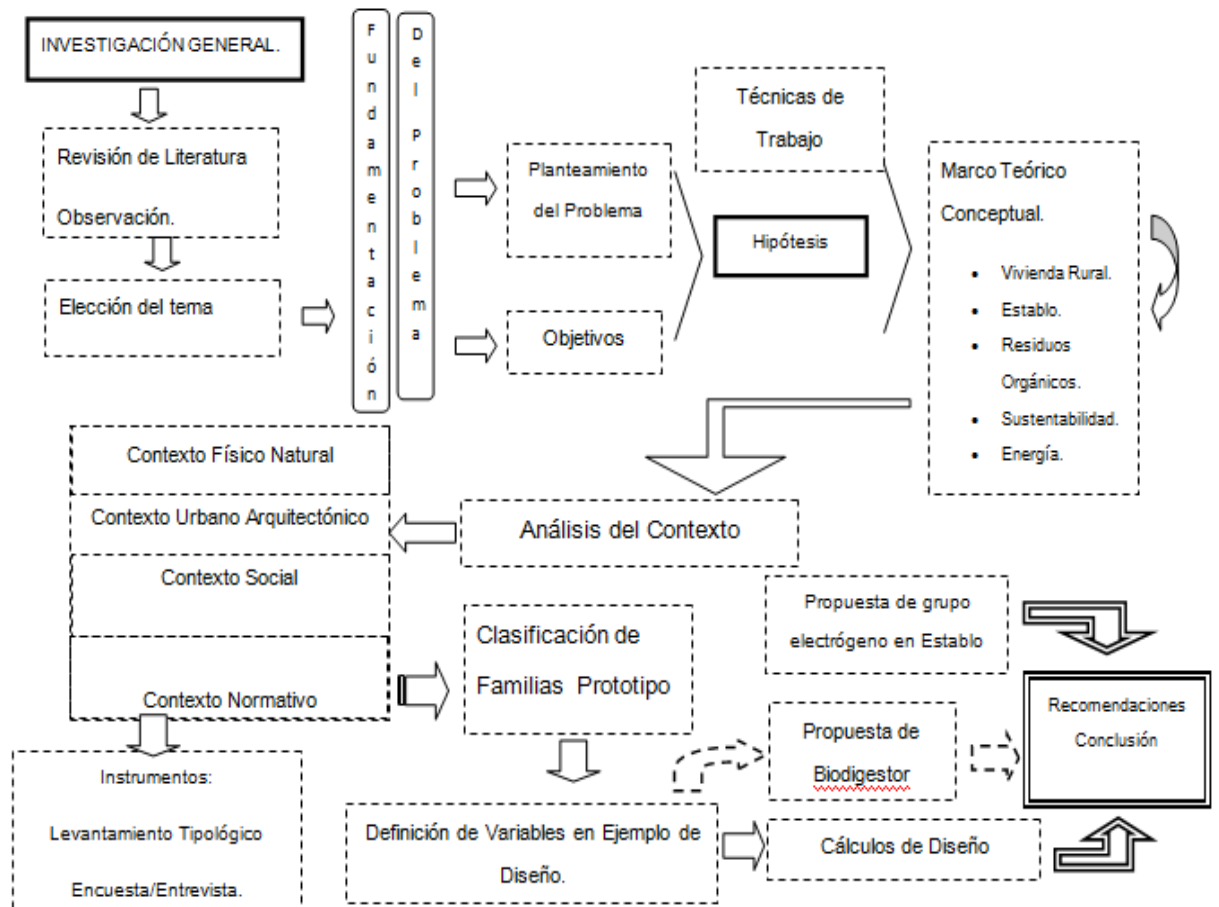 INVESTIGACIÓN GENERAL.
Revisión de Literatura
Observación.
Elección del tema
Fundamentación
Del Problema
Planteamiento
del Problema
Objetivos
Técnicas de
Trabajo
Hipótesis
Marco Teórico
Conceptual.
• Vivienda Rural.
• Establo.
• Residuos
Orgánicos.
• Sustentabilidad.
• Energía.
Análisis del Contexto
Contexto Físico Natural
Contexto Urbano Arquitectónico
Contexto Social
Contexto Normativo
Instrumentos:
Levantamiento Tipológico
Encuesta/Entrevista.
Clasificación de
Familias Prototipo
Definición de Variables en Ejemplo de
Diseño.
Propuesta de grupo
electrógeno en Establo
Propuesta de
Biodigestor
Cálculos de Diseño
Recomendaciones
Conclusión